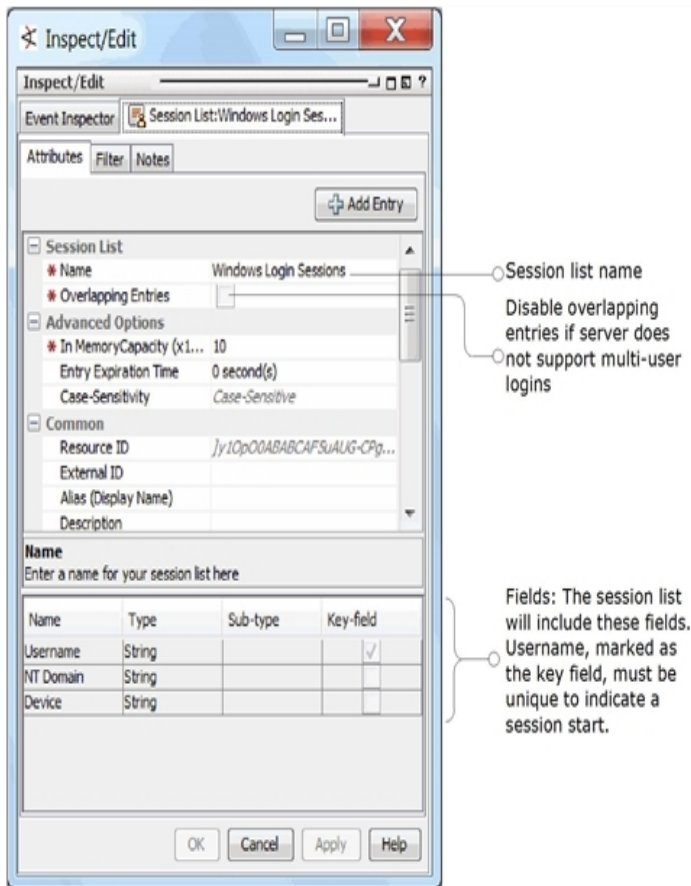 Inspect/Edit
Inspect/Edit
?
Event Inspector
Session List:Windows Login Ses...
Attributes Filter Notes
Add Entry
Session List
* Name Windows Login Sessions
* Overlapping Entries
Advanced Options
* In MemoryCapacity (x1... 10
Entry Expiration Time 0 second(s)
Case-Sensitivity Case-Sensitive
Common
Resource ID
External ID
Alias (Display Name)
Description
Name
Enter a name for your session list here
Name Type Sub-type Key-field
Username String
NT Domain String
Device String
OK Cancel Apply Help
Session list name
Disable overlapping
entries if server does
not support multi-user
logins
Fields: The session list
will include these fields.
Username, marked as
the key field, must be
unique to indicate a
session start.